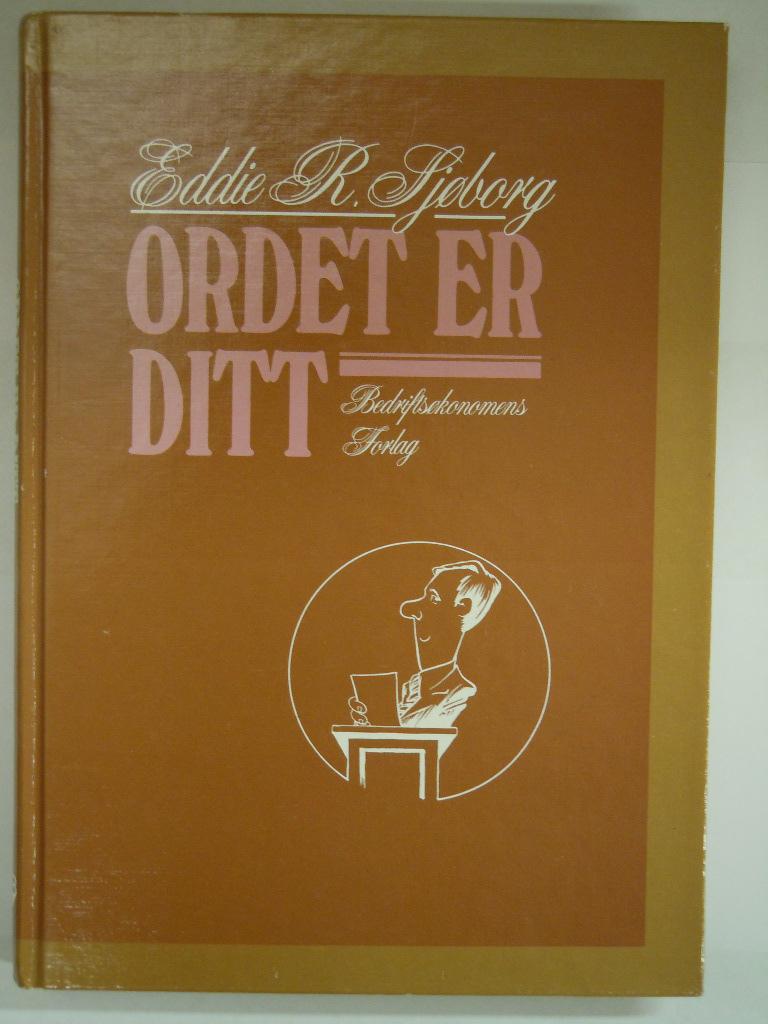 Eddie R. Sjøborg
ORDET ER
DITT
Bedriftsøkonomens
Forlag